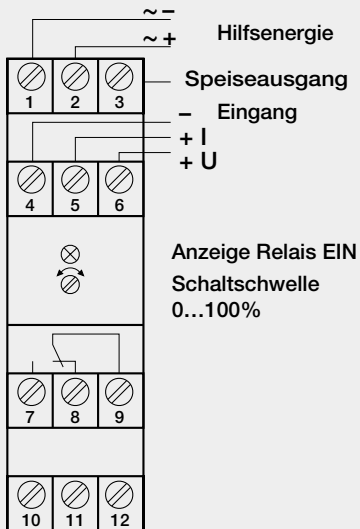 ~ –
~ + Hilfsenergie
1 2 3 Speiseausgang
– Eingang
+ I
+ U
4 5 6
Anzeige Relais EIN
Schaltschwelle
0...100%
7 8 9
10 11 12